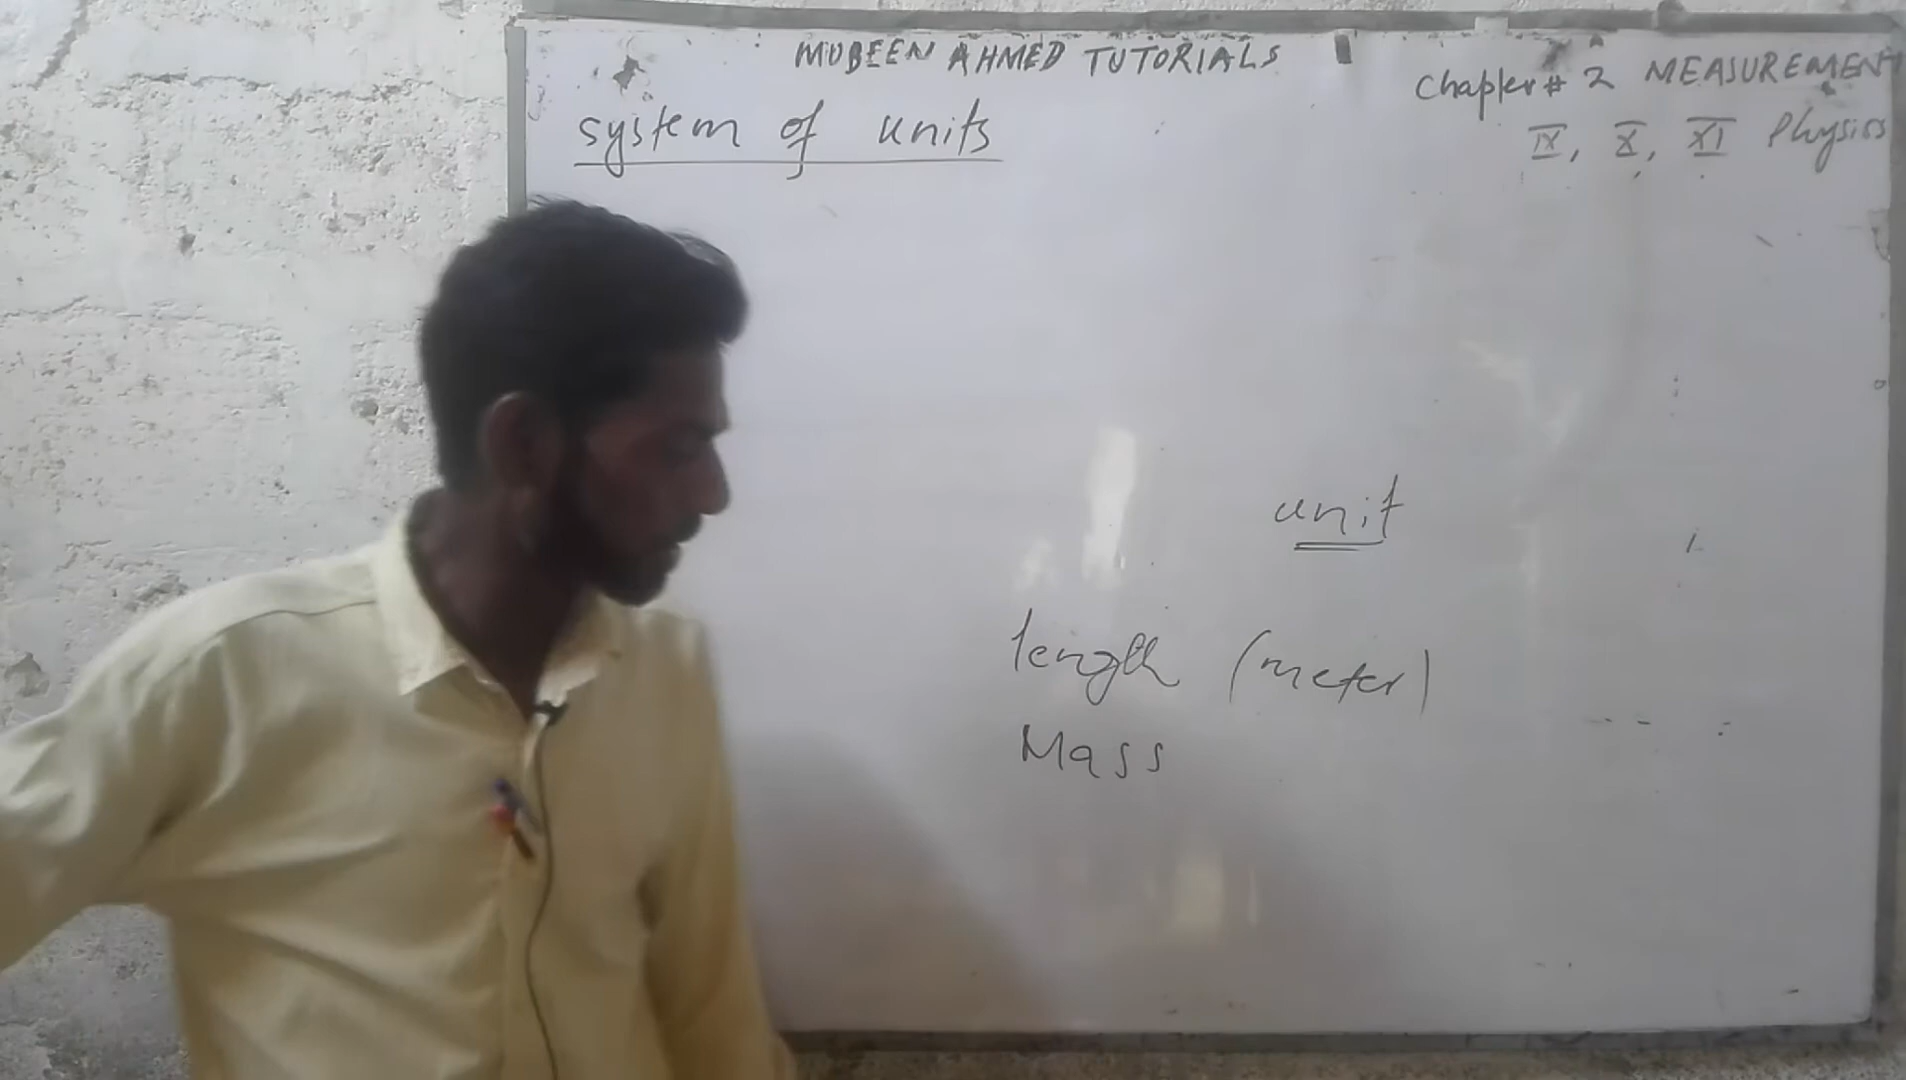 MUBEEN AHMED TUTORIALS
Chapter # 2 MEASUREMENT
IX, X, XI Physics
system of units
unit
length (meter)
Mass